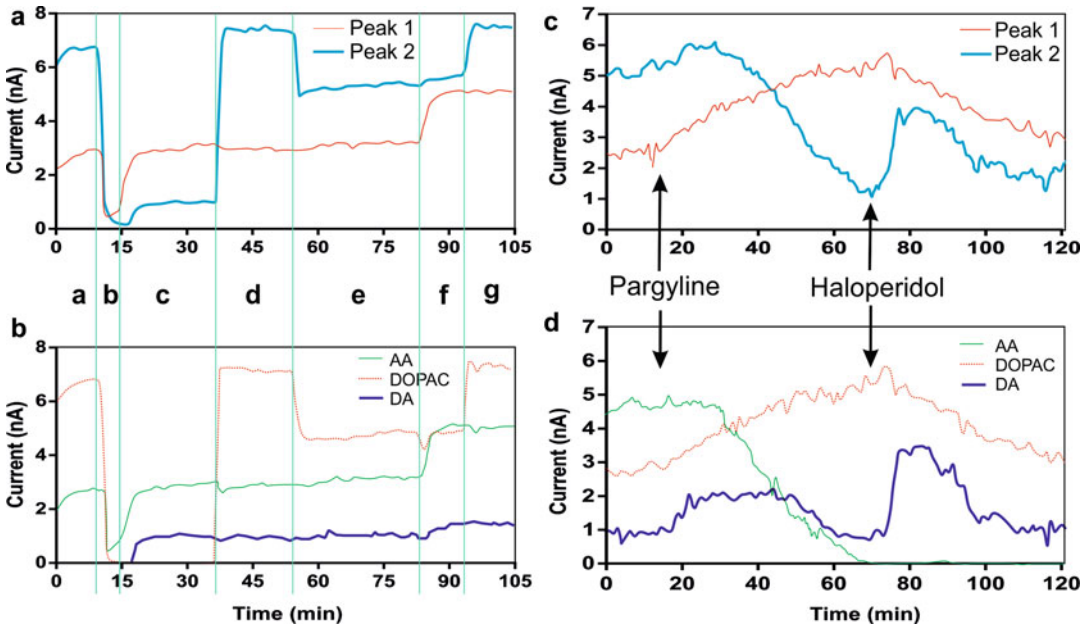 a
Peak 1
Peak 2
Current (nA)
8
6
4
2
0
0 15 30 45 60 75 90 105
a b c d e f g
b
AA
DOPAC
DA
Current (nA)
8
4
2
0
0 15 30 45 60 75 90 105
Time (min)
c
Peak 1
Peak 2
Current (nA)
7
6
5
4
3
2
1
0
0 20 40 60 80 100 120
Pargyline
Haloperidol
d
AA
DOPAC
DA
Current (nA)
7
6
5
4
3
2
1
0
0 20 40 60 80 100 120
Time (min)